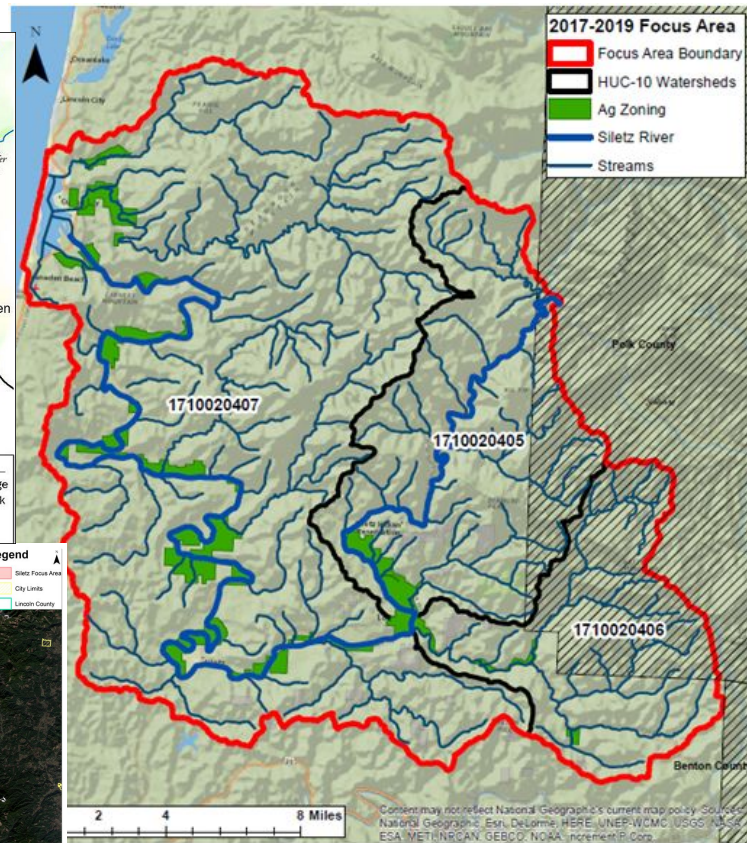 2017-2019 Focus Area
Focus Area Boundary
HUC-10 Watersheds
Ag Zoning
Siletz River
Streams
N
Oceanlake
Lincoln City
Polk County
1710020407
1710020405
1710020406
Benton
2 4 8 Miles
Content may not reflect National Geographic's current map policy. Sources:
National Geographic, Esri, DeLorme, HERE, UNEP-WCMC, USGS, NASA,
ESA, METI, NRCAN, GEBCO, NOAA, increment P Corp.
egend
Siletz Focus Area
City Limits
Lincoln County